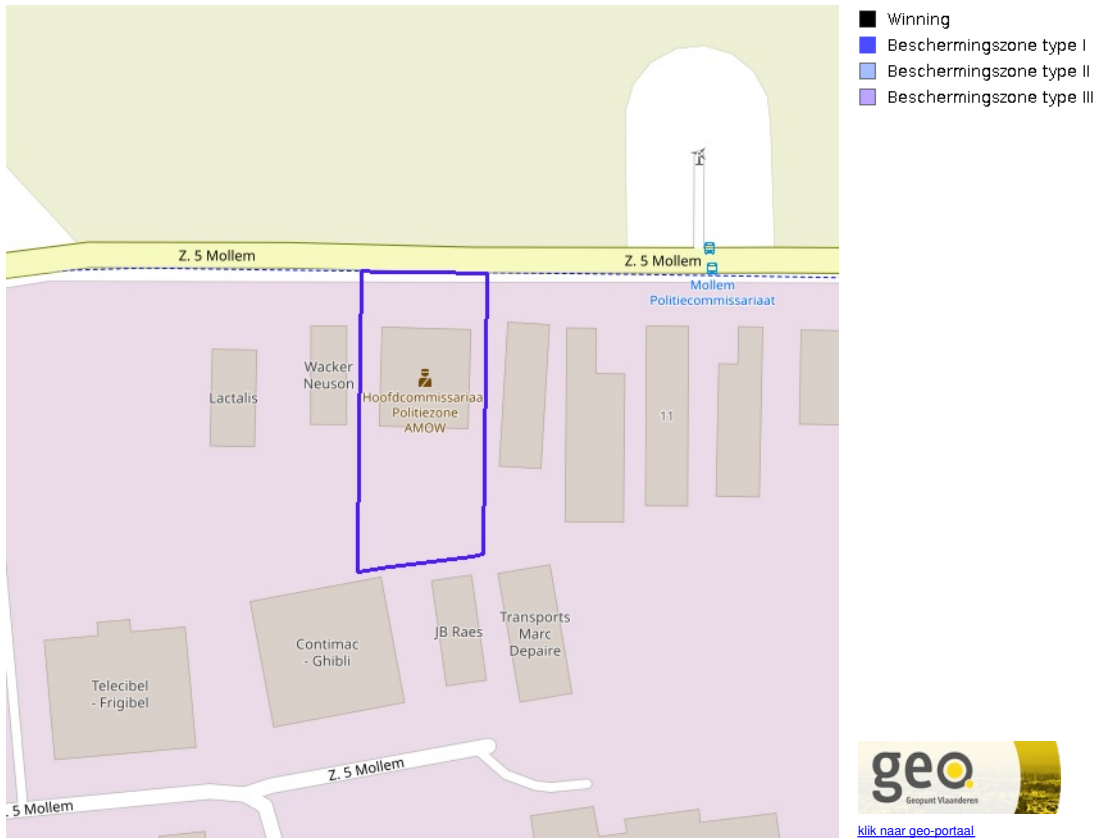 Winning
Beschermingszone type I
Beschermingszone type II
Beschermingszone type III
Z. 5 Mollem
Z. 5 Mollem
Mollem
Politiecommissariaat
Lactalis
Wacker
Neuson
Hoofdcommissariaa
Politiezone
AMOW
11
Telecibel
- Frigibel
Contimac
- Ghibli
JB Raes
Transports
Marc
Depaire
Z. 5 Mollem
. 5 Mollem
geo
Geopunt Vlaanderen
klik naar geo-portaal